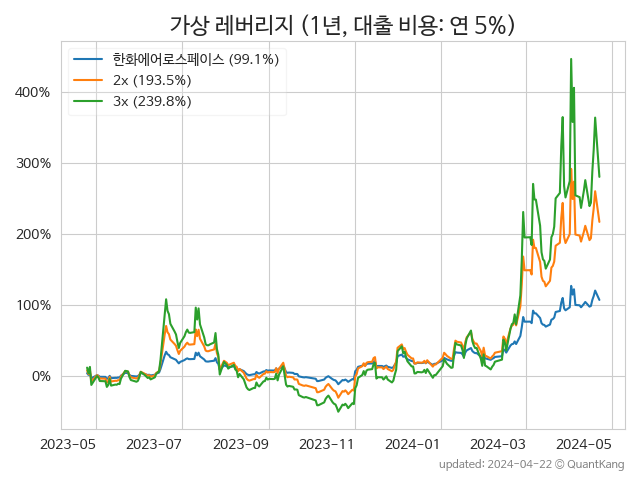 가상 레버리지 (1년, 대출 비용: 연 5%)
한화에어로스페이스 (99.1%)
2x (193.5%)
3x (239.8%)
400%
300%
200%
100%
0%
2023-05 2023-07 2023-09 2023-11 2024-01 2024-03 2024-05
updated: 2024-04-22 © QuantKang